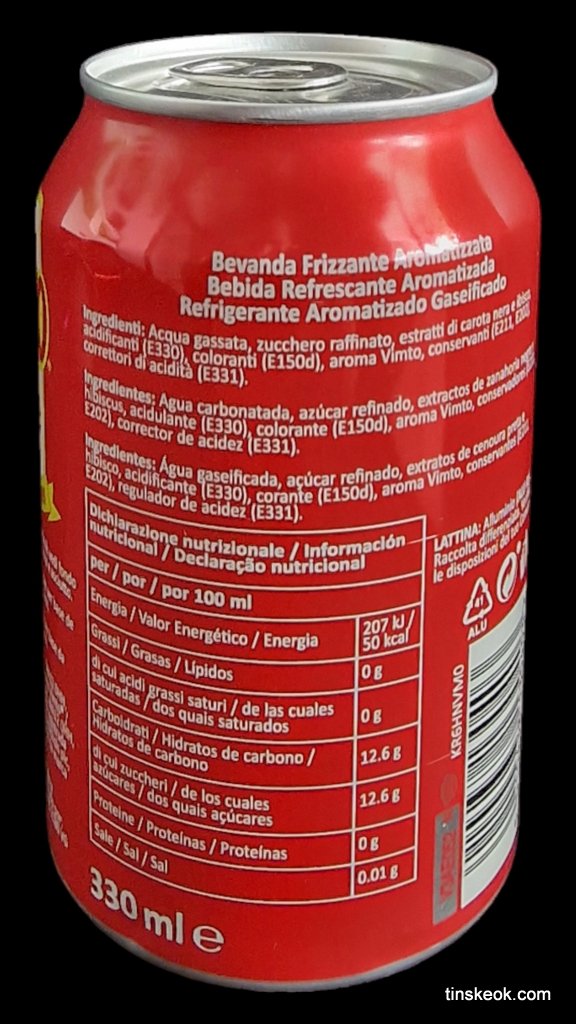 Bevanda Frizzante Aromatizzata
Bebida Refrescante Aromatizada
Refrigerante Aromatizado Gaseificado
Ingredienti: Acqua gassata, zucchero raffinato, estratti di carota nera e
acidificanti (E330), coloranti (E150d), aroma Vimto, conservanti (E211,
correttori di acidità (E331).
Ingredientes: Agua carbonatada, azúcar refinado, extractos de zanahoria
hibiscus, acidulante (E330), colorante (E150d), aroma Vimto,
E202), corrector de acidez (E331).
Ingredientes: Água gaseificada, açúcar refinado, extratos de cenoura preta e
hibisco, acidificante (E330), corante (E150d), aroma Vimto, conservantes
E202), regulador de acidez (E331).
Dichiarazione nutrizionale / Información
nutricional / Declaração nutricional
per / por / por 100 ml
Energia / Valor Energético / Energia 207 kJ /
50 kcal
Grassi / Grasas / Lípidos 0 g
di cui acidi grassi saturi / de las cuales
saturadas / dos quais saturados 0 g
Carboidrati / Hidratos de carbono /
Hidratos de carbono 12.6 g
di cui zuccheri / de los cuales
azúcares / dos quais açúcares 12.6 g
Proteine / Proteínas / Proteínas 0 g
Sale / Sal / Sal 0.01 g
330 ml e
LATTINA: Alluminio
Raccolta differenziata
le disposizioni del tuo
41
ALU
KR6HNVM0
tinskeok.com